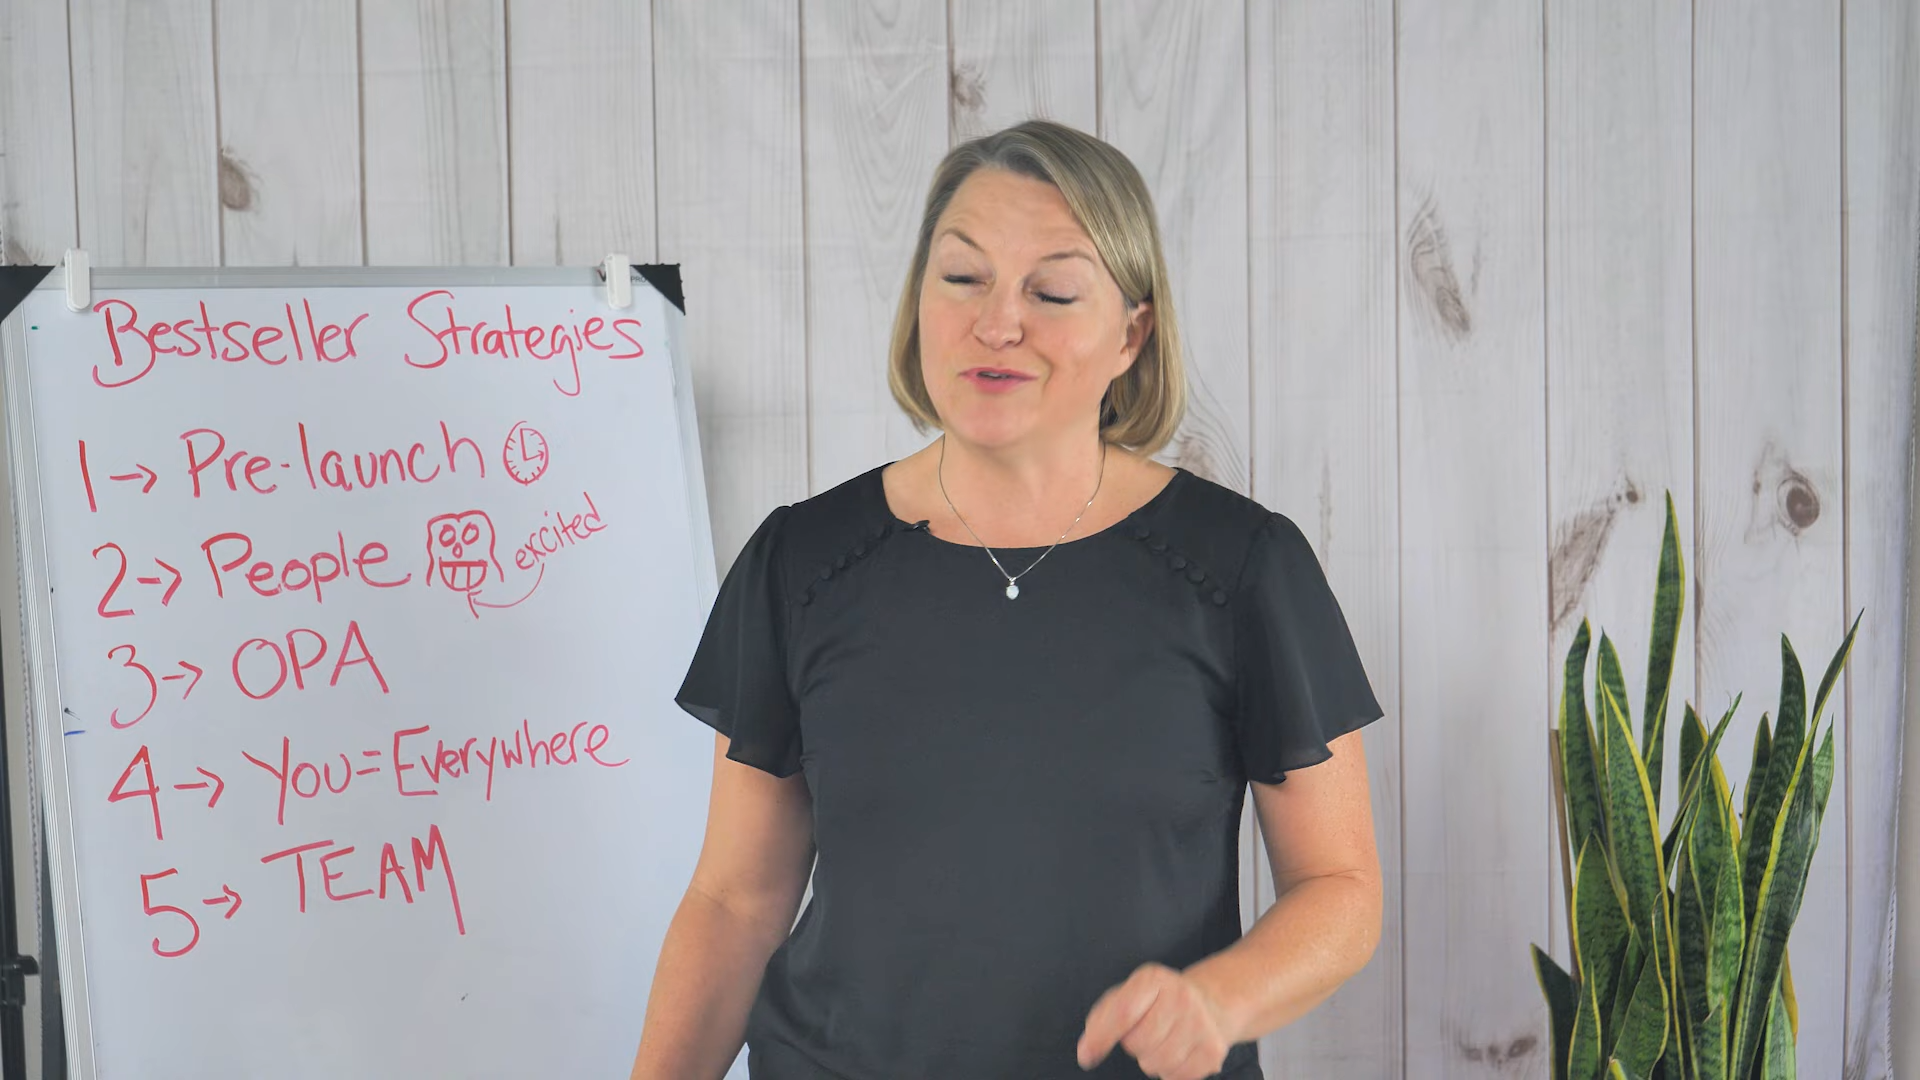 Bestseller Strategies
1→ Pre-launch
2→ People excited
3→ OPA
4→ You=Everywhere
5→ TEAM